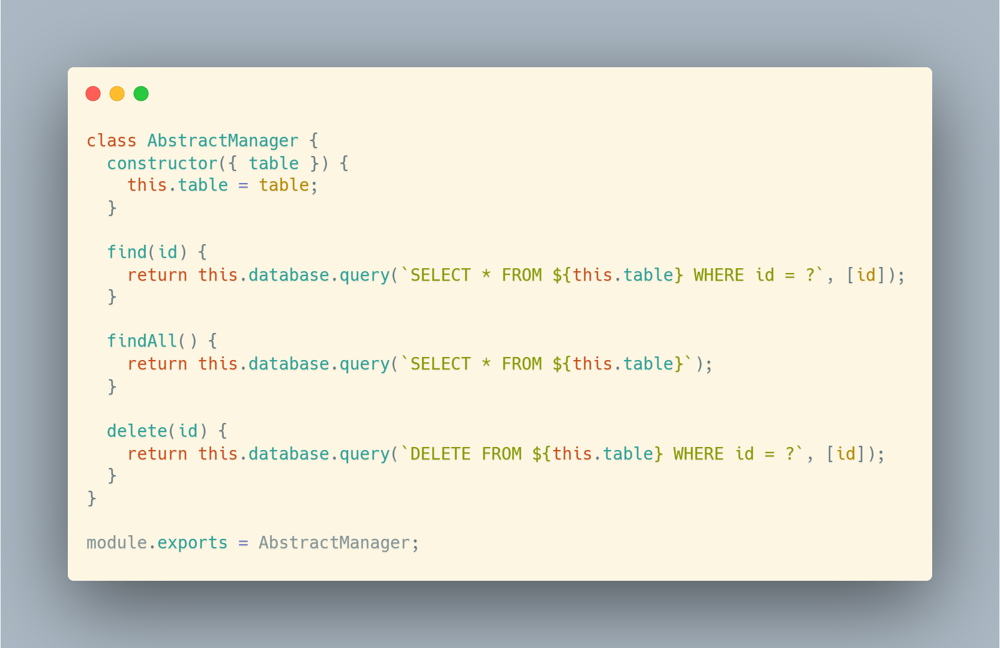 class AbstractManager {
  constructor({ table }) {
    this.table = table;
  }

  find(id) {
    return this.database.query(`SELECT * FROM ${this.table} WHERE id = ?`, [id]);
  }

  findAll() {
    return this.database.query(`SELECT * FROM ${this.table}`);
  }

  delete(id) {
    return this.database.query(`DELETE FROM ${this.table} WHERE id = ?`, [id]);
  }
}

module.exports = AbstractManager;